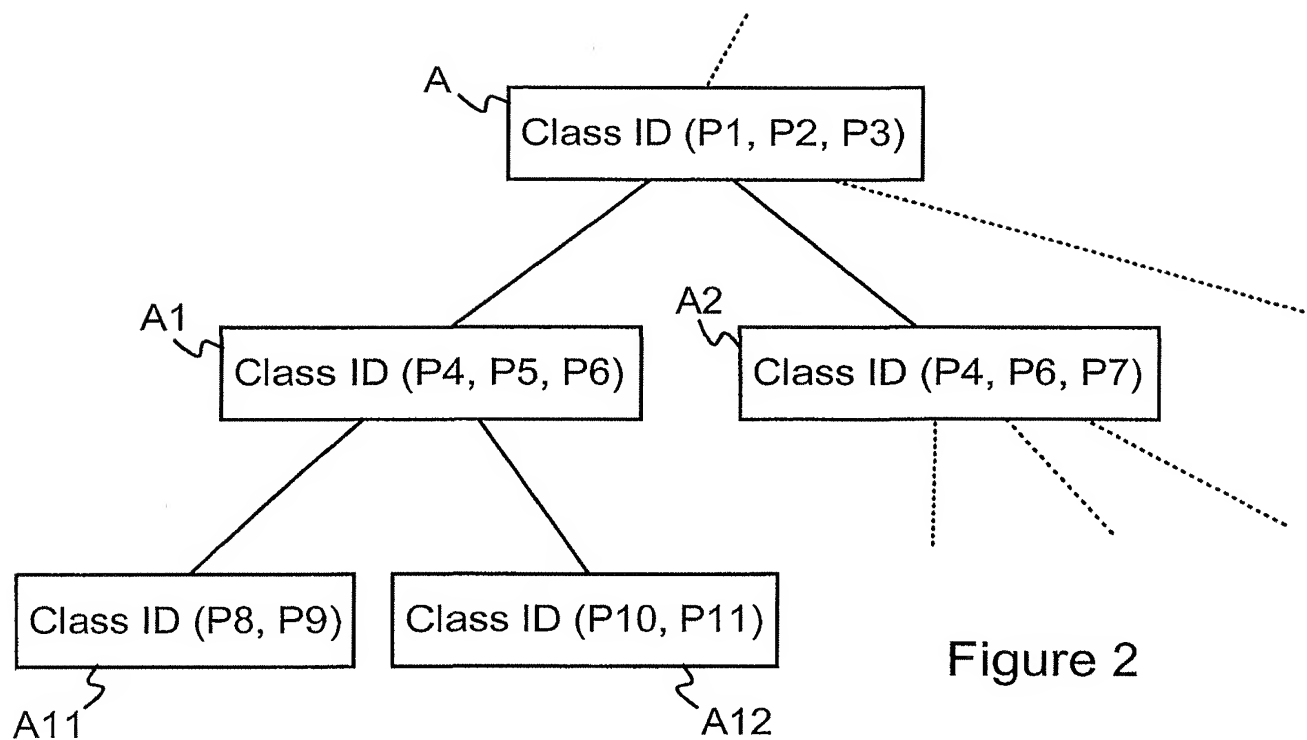 A
Class ID (P1, P2, P3)
A1
Class ID (P4, P5, P6)
A2
Class ID (P4, P6, P7)
Class ID (P8, P9)
Class ID (P10, P11)
A11
A12
Figure 2